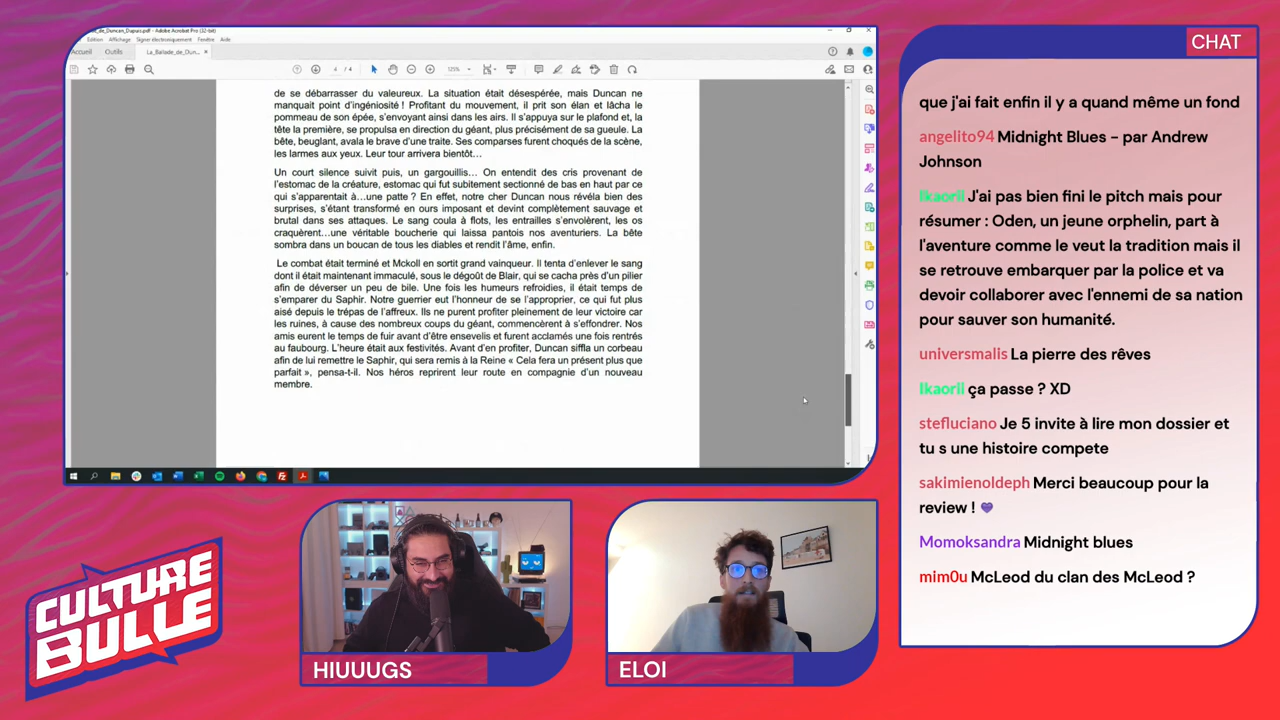 _de_Duncan_Dapuis.pdf - Adobe Acrobat Pro (32-bit)
Edition Affichage Signer électroniquement Fenêtre Aide
Accueil Outils La_Ballade_de_Dun... ×
4 / 4 125%
de se débarrasser du valeureux. La situation était désespérée, mais Duncan ne
manquait point d'ingéniosité ! Profitant du mouvement, il prit son élan et lâcha le
pommeau de son épée, s'envoyant ainsi dans les airs. Il s'appuya sur le plafond et, la
tête la première, se propulsa en direction du géant, plus précisément de sa gueule. La
bête, beuglant, avala le brave d'une traite. Ses comparses furent choqués de la scène,
les larmes aux yeux. Leur tour arrivera bientôt…
Un court silence suivit puis, un gargouillis… On entendit des cris provenant de
l'estomac de la créature, estomac qui fut subitement sectionné de bas en haut par ce
qui s'apparentait à…une patte ? En effet, notre cher Duncan nous révéla bien des
surprises, s'étant transformé en ours imposant et devint complètement sauvage et
brutal dans ses attaques. Le sang coula à flots, les entrailles s'envolèrent, les os
craquèrent…une véritable boucherie qui laissa pantois nos aventuriers. La bête
sombra dans un boucan de tous les diables et rendit l'âme, enfin.
Le combat était terminé et Mckoll en sortit grand vainqueur. Il tenta d'enlever le sang
dont il était maintenant immaculé, sous le dégoût de Blair, qui se cacha près d'un pilier
afin de déverser un peu de bile. Une fois les humeurs refroidies, il était temps de
s'emparer du Saphir. Notre guerrier eut l'honneur de se l'approprier, ce qui fut plus
aisé depuis le trépas de l'affreux. Ils ne purent profiter pleinement de leur victoire car
les ruines, à cause des nombreux coups du géant, commencèrent à s'effondrer. Nos
amis eurent le temps de fuir avant d'être ensevelis et furent acclamés une fois rentrés
au faubourg. L'heure était aux festivités. Avant d'en profiter, Duncan siffla un corbeau
afin de lui remettre le Saphir, qui sera remis à la Reine « Cela fera un présent plus que
parfait », pensa-t-il. Nos héros reprirent leur route en compagnie d'un nouveau
membre.
CHAT
que j'ai fait enfin il y a quand même un fond
angelito94 Midnight Blues - par Andrew
Johnson
Ikaoril J'ai pas bien fini le pitch mais pour
résumer : Oden, un jeune orphelin, part à
l'aventure comme le veut la tradition mais il
se retrouve embarquer par la police et va
devoir collaborer avec l'ennemi de sa nation
pour sauver son humanité.
universmalis La pierre des rêves
Ikaoril ça passe ? XD
stefluciano Je 5 invite à lire mon dossier et
tu s une histoire compete
sakimienoldeph Merci beaucoup pour la
review ! 💜
Momoksandra Midnight blues
mim0u McLeod du clan des McLeod ?
CULTURE
BULLE
HIUUUGS
ELOI